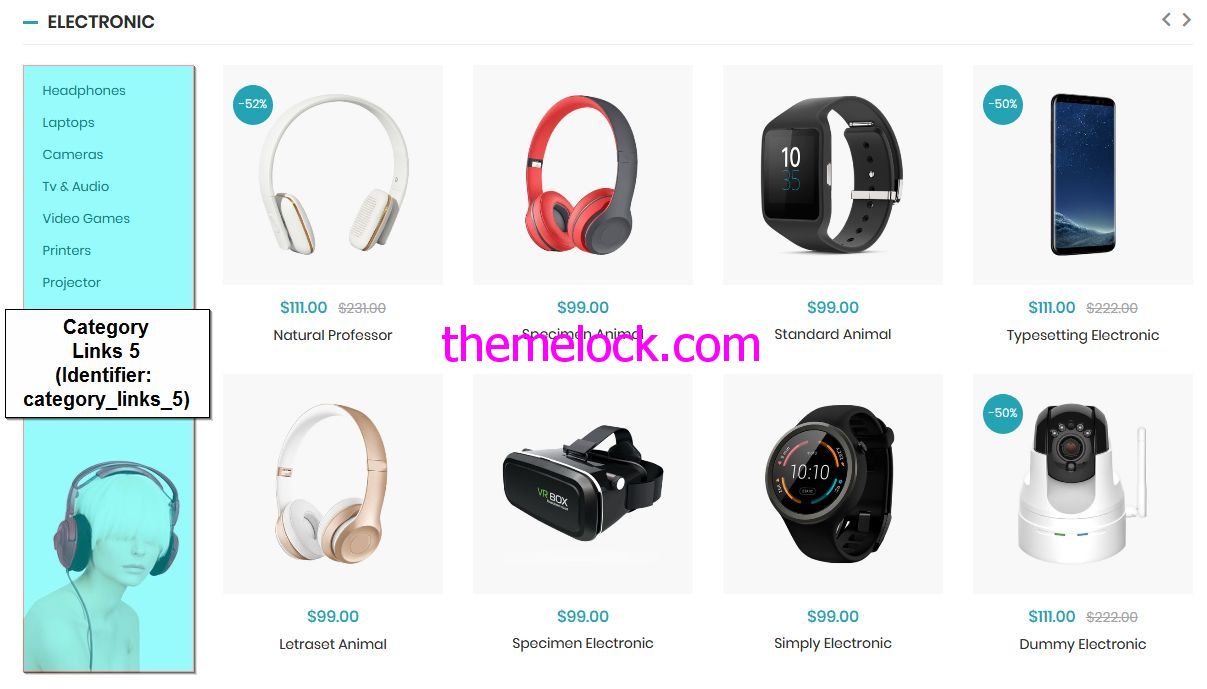 ELECTRONIC
Headphones
Laptops
Cameras
Tv & Audio
Video Games
Printers
Projector
Category
Links 5
(Identifier:
category_links_5)
-52%
10
35
-50%
$111.00 $231.00
Natural Professor
$99.00
Specimen Animal
$99.00
Standard Animal
$111.00 $222.00
Typesetting Electronic
themelock.com
VR BOX
10:10
-50%
$99.00
Letraset Animal
$99.00
Specimen Electronic
$99.00
Simply Electronic
$111.00 $222.00
Dummy Electronic